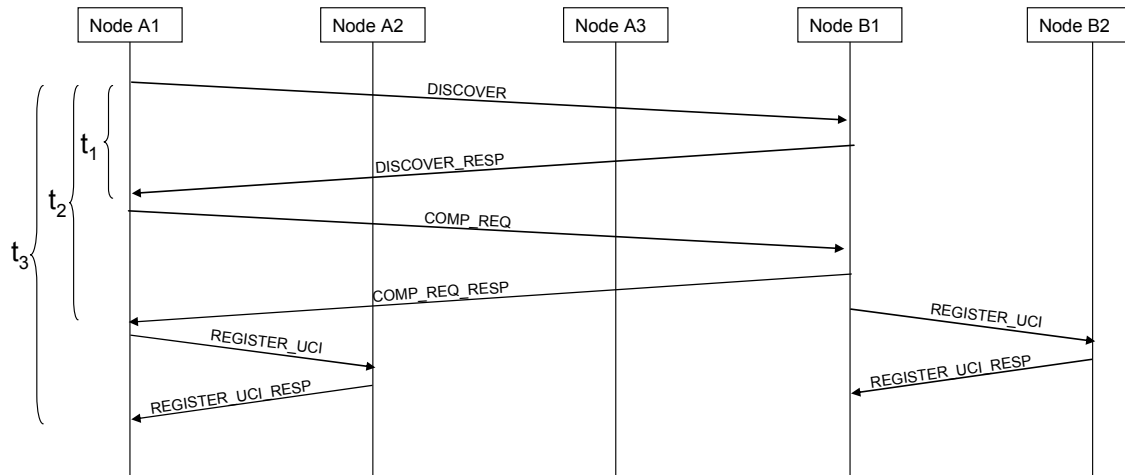 Node A1
Node A2
Node A3
Node B1
Node B2
DISCOVER
t1
DISCOVER_RESP
t2
COMP_REQ
t3
COMP_REQ_RESP
REGISTER_UCI
REGISTER_UCI
REGISTER_UCI_RESP
REGISTER_UCI_RESP